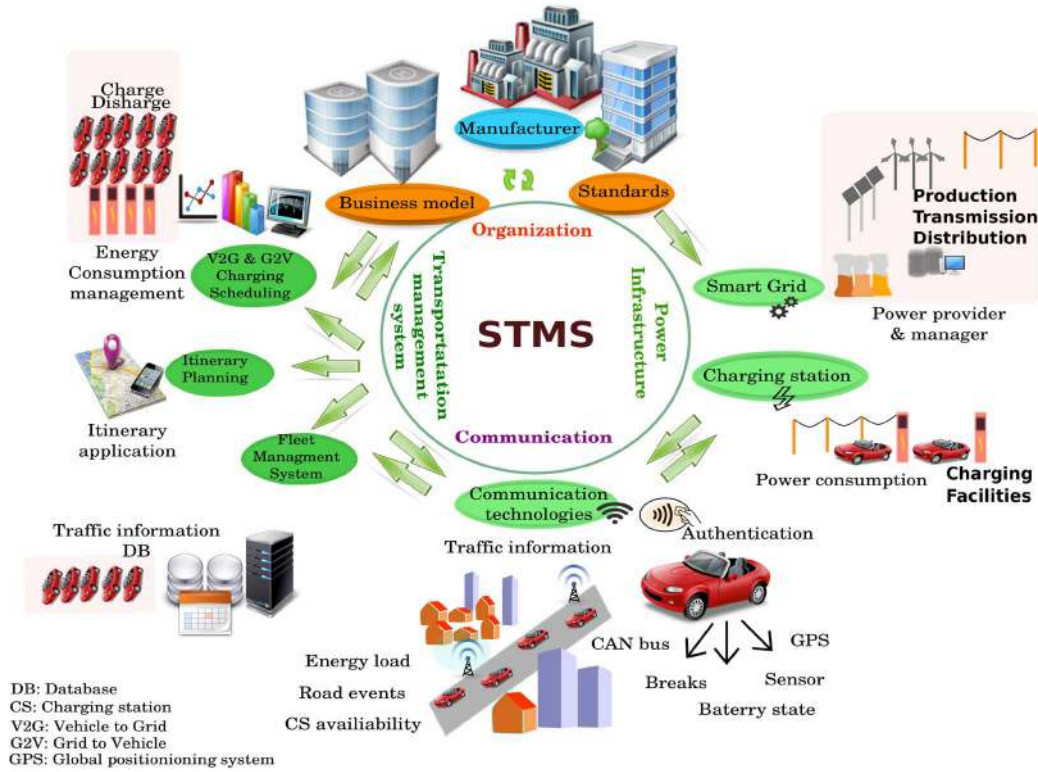 Charge
Disharge
Energy
Consumption
management
Manufacturer
Business model
Standards
Organization
V2G & G2V
Charging
Scheduling
Transportatation
management
system
STMS
Power
Infrastructure
Communication
Smart Grid
Production
Transmission
Distribution
Power provider
& manager
Itinerary
Planning
Itinerary
application
Charging station
Power consumption
Charging
Facilities
Fleet
Managment
System
Communication
technologies
Authentication
Traffic information
DB
Traffic information
Energy load
Road events
CS availiability
CAN bus
Breaks
Baterry state
Sensor
GPS
DB: Database
CS: Charging station
V2G: Vehicle to Grid
G2V: Grid to Vehicle
GPS: Global positionioning system